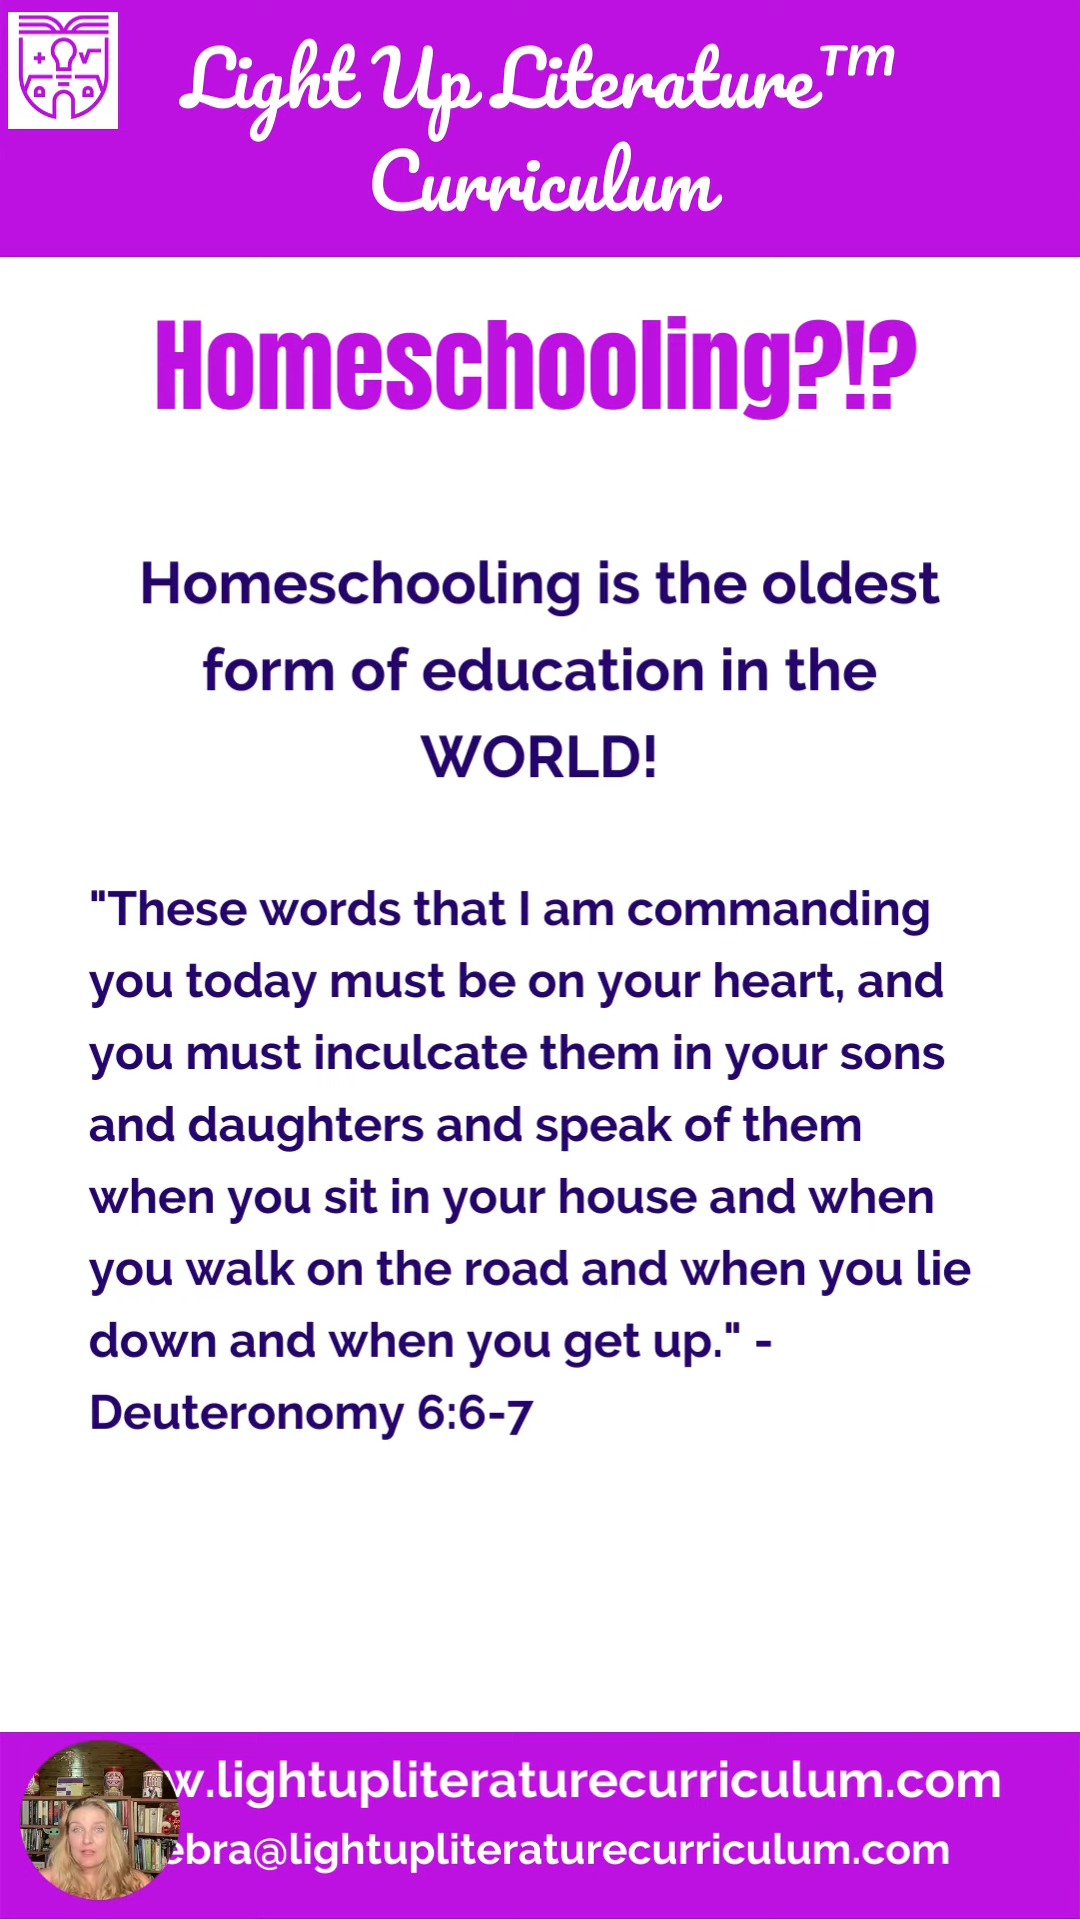 Light Up Literature™
Curriculum
Homeschooling?!?
Homeschooling is the oldest
form of education in the
WORLD!
"These words that I am commanding
you today must be on your heart, and
you must inculcate them in your sons
and daughters and speak of them
when you sit in your house and when
you walk on the road and when you lie
down and when you get up." -
Deuteronomy 6:6-7
w.lightupliteraturecurriculum.com
ebra@lightupliteraturecurriculum.com